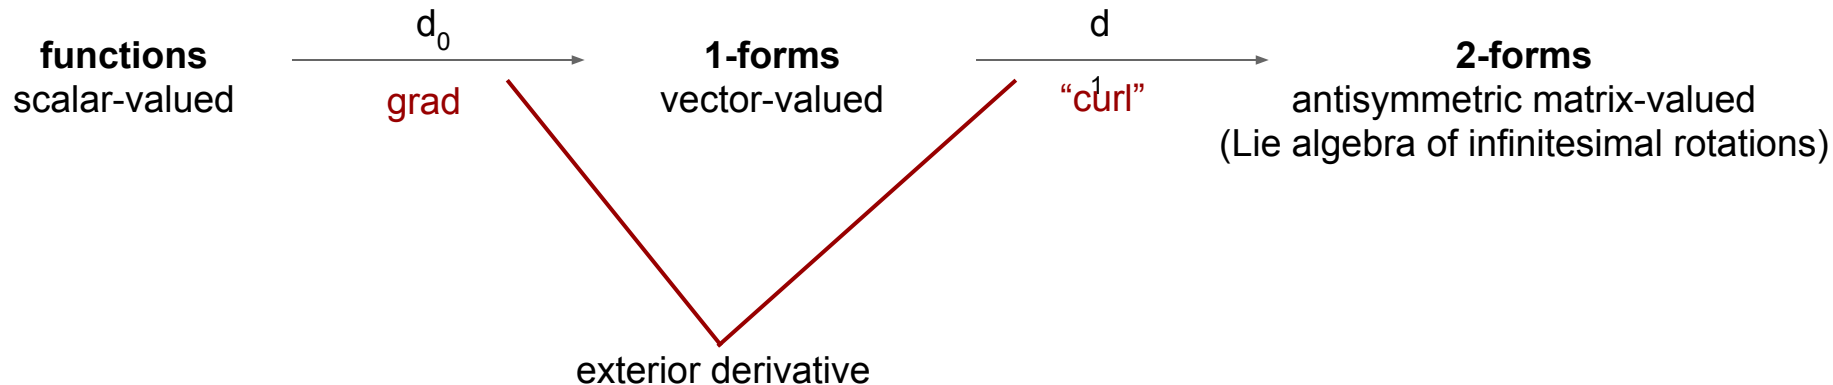 d₀
d
functions
1-forms
2-forms
1
scalar-valued
grad
vector-valued
“curl”
antisymmetric matrix-valued
(Lie algebra of infinitesimal rotations)
exterior derivative